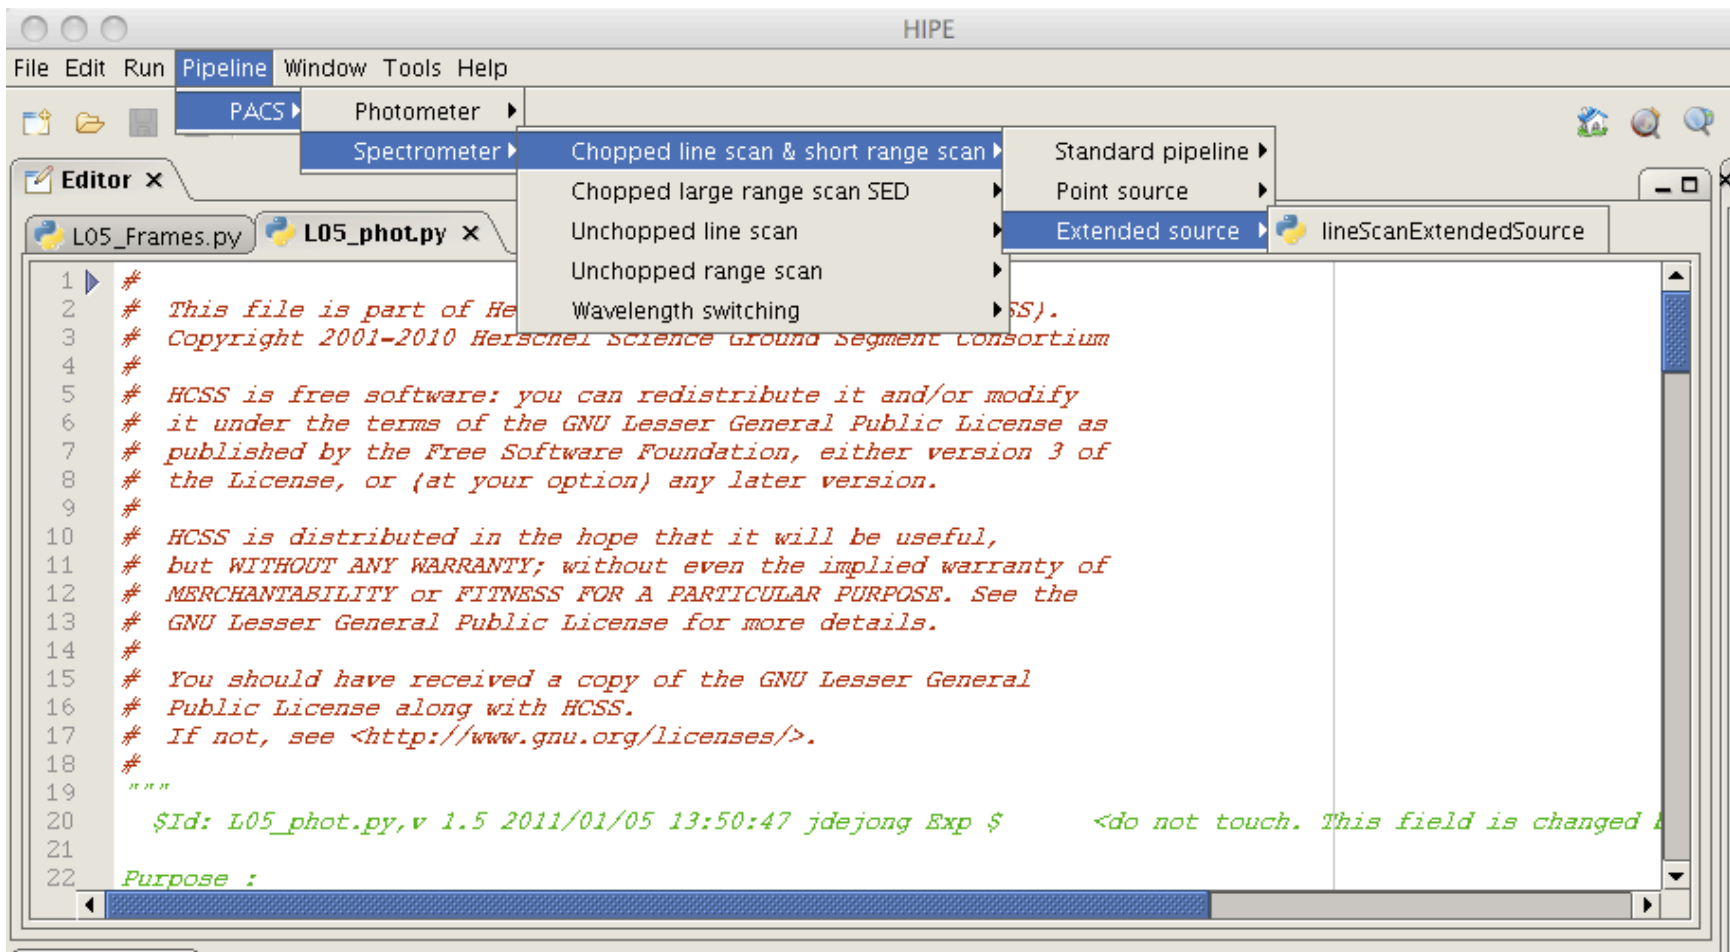 HIPE
File Edit Run Pipeline Window Tools Help
PACS
Photometer
Spectrometer
Chopped line scan & short range scan
Chopped large range scan SED
Unchopped line scan
Unchopped range scan
Wavelength switching
Standard pipeline
Point source
Extended source
lineScanExtendedSource
Editor
L05_Frames.py L05_phot.py
1 #
2 # This file is part of He SS).
3 # Copyright 2001-2010 Herschel Science Ground Segment Consortium
4 #
5 # HCSS is free software: you can redistribute it and/or modify
6 # it under the terms of the GNU Lesser General Public License as
7 # published by the Free Software Foundation, either version 3 of
8 # the License, or (at your option) any later version.
9 #
10 # HCSS is distributed in the hope that it will be useful,
11 # but WITHOUT ANY WARRANTY; without even the implied warranty of
12 # MERCHANTABILITY or FITNESS FOR A PARTICULAR PURPOSE. See the
13 # GNU Lesser General Public License for more details.
14 #
15 # You should have received a copy of the GNU Lesser General
16 # Public License along with HCSS.
17 # If not, see <http://www.gnu.org/licenses/>.
18 #
19 """
20 $Id: L05_phot.py,v 1.5 2011/01/05 13:50:47 jdejong Exp $ <do not touch. This field is changed
21
22 Purpose :